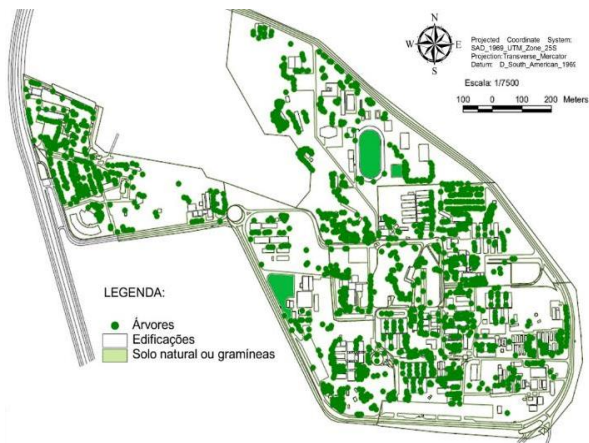 N
W E
S
Projected Coordinate System:
SAD_1969_UTM_Zone_25S
Projection:Transverse_Mercator
Datum: D_South_American_1969
Escala: 1/7500
100 0 100 200 Meters
LEGENDA:
Árvores
Edificações
Solo natural ou gramíneas